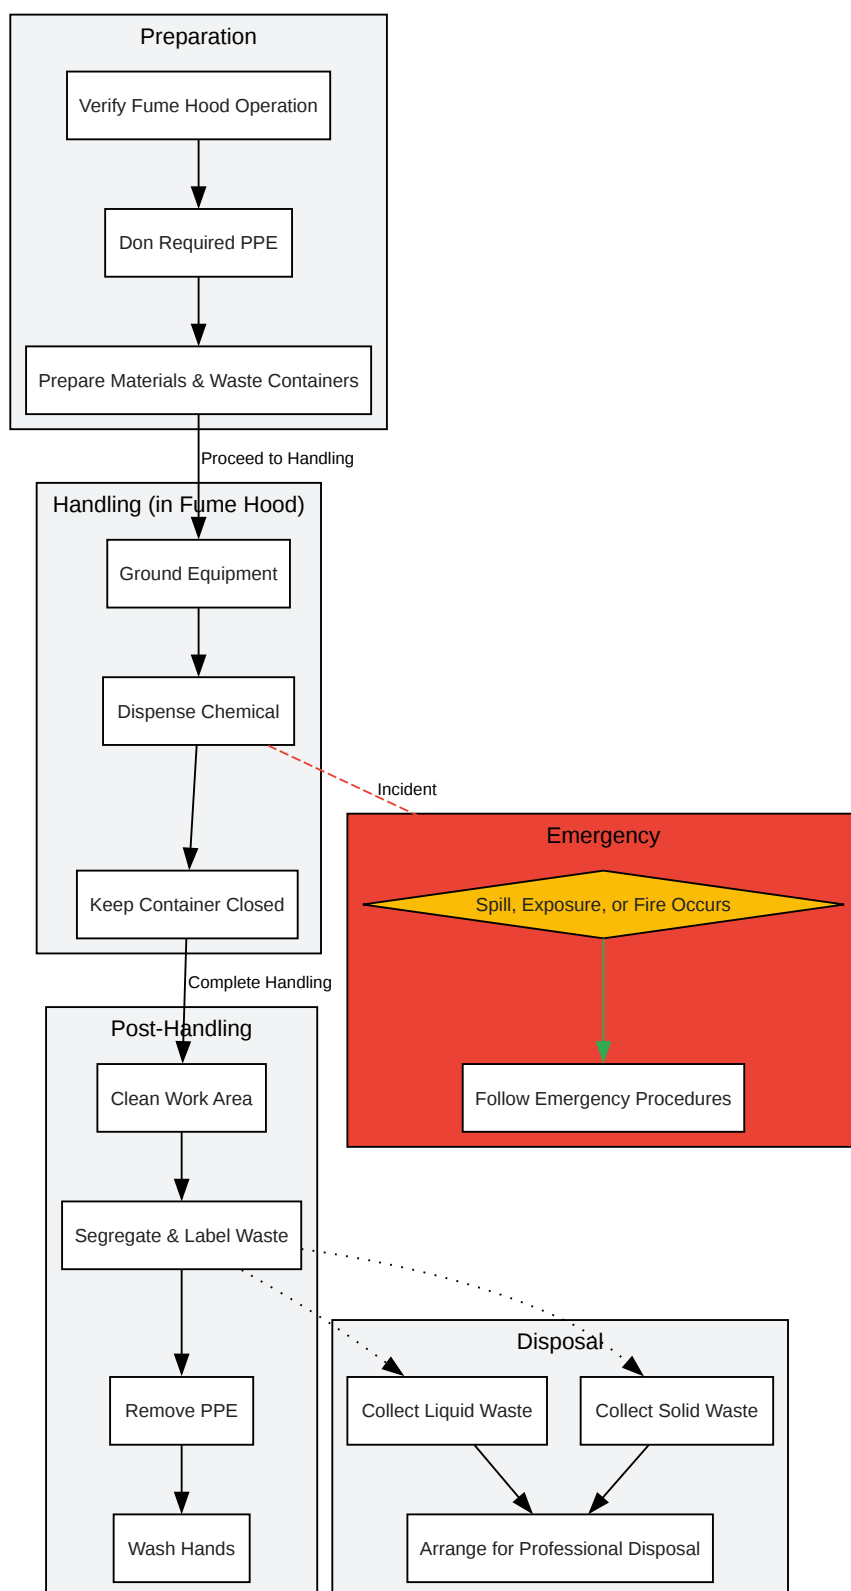 Preparation
Verify Fume Hood Operation
Don Required PPE
Prepare Materials & Waste Containers
Proceed to Handling
Handling (in Fume Hood)
Ground Equipment
Dispense Chemical
Incident
Emergency
Spill, Exposure, or Fire Occurs
Keep Container Closed
Complete Handling
Post-Handling
Clean Work Area
Follow Emergency Procedures
Segregate & Label Waste
Disposal
Remove PPE
Collect Liquid Waste
Collect Solid Waste
Wash Hands
Arrange for Professional Disposal